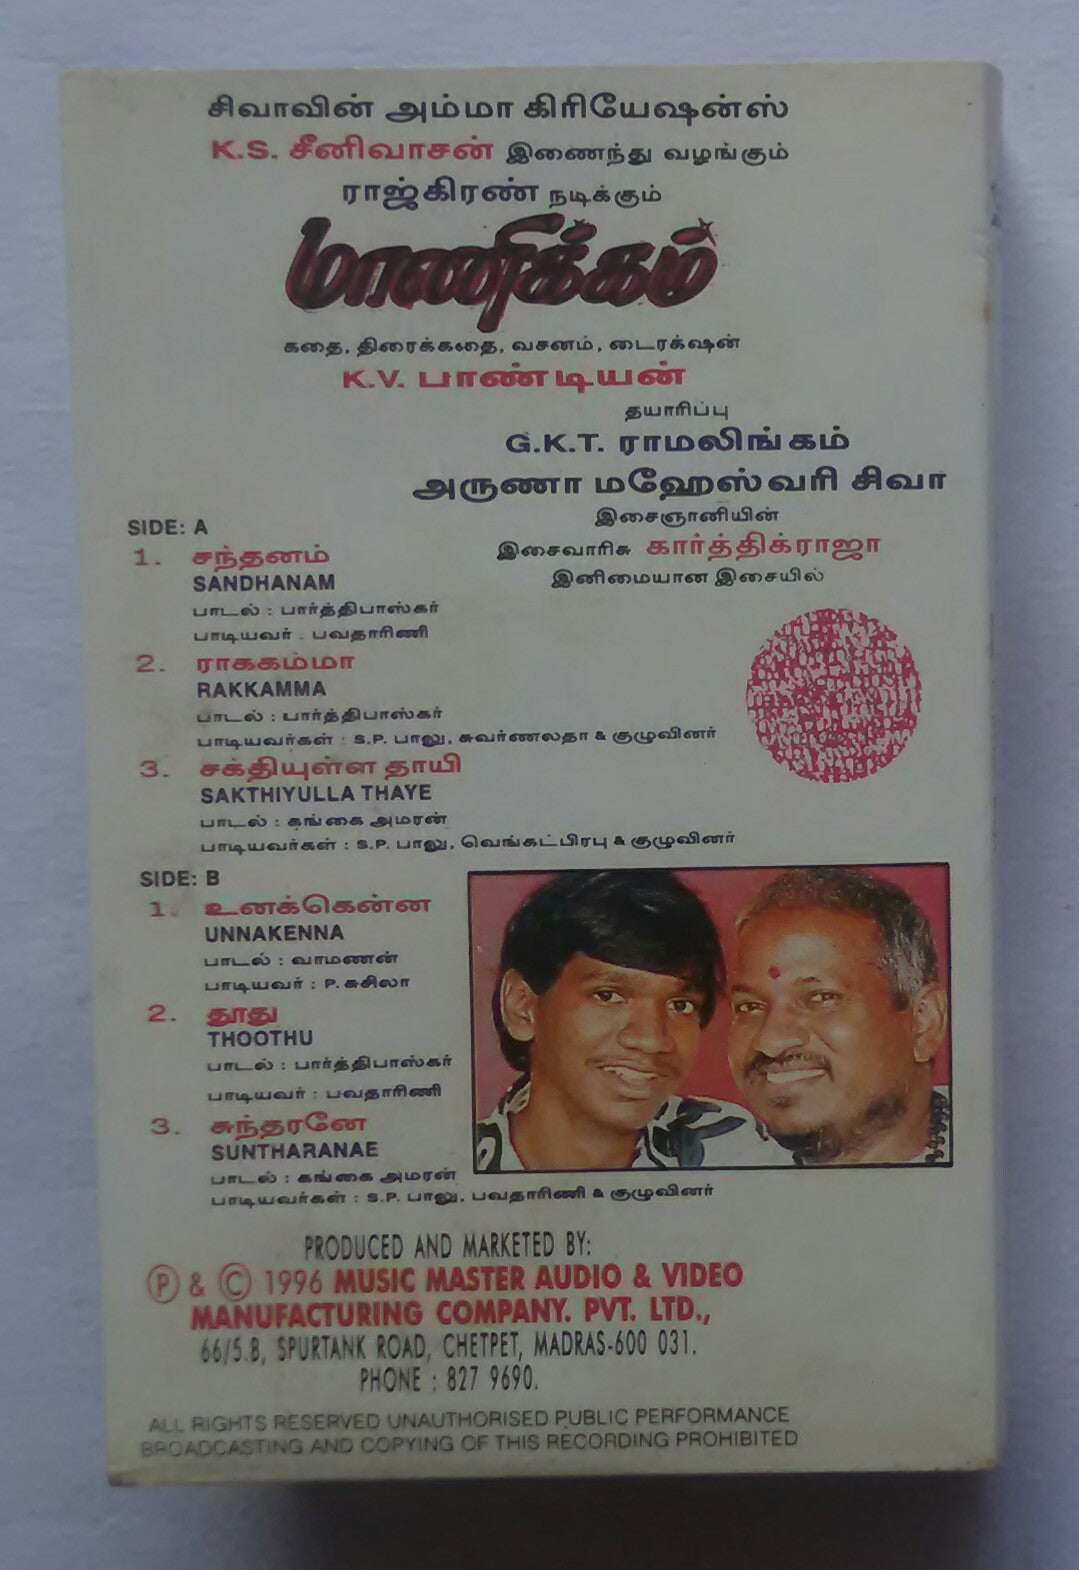 சிவாவின் அம்மா கிரியேஷன்ஸ்
K.S. சீனிவாசன் இணைந்து வழங்கும்
ராஜ்கிரண் நடிக்கும்
மாணிக்கம்
கதை, திரைக்கதை, வசனம், டைரக்‌ஷன்
K.V. பாண்டியன்
தயாரிப்பு
G.K.T. ராமலிங்கம்
அருணா மஹேஸ்வரி சிவா
இசைஞானியின்
இசைவாரிசு கார்த்திக்ராஜா
இனிமையான இசையில்
SIDE: A
1. சந்தனம்
SANDHANAM
பாடல் : பார்த்திபாஸ்கர்
பாடியவர் : பவதாரிணி
2. ராககம்மா
RAKKAMMA
பாடல் : பார்த்திபாஸ்கர்
பாடியவர்கள் : S.P. பாலு, சுவர்ணலதா & குழுவினர்
3. சக்தியுள்ள தாயி
SAKTHIYULLA THAYE
பாடல் : கங்கை அமரன்
பாடியவர்கள் : S.P. பாலு, வெங்கட்பிரபு & குழுவினர்
SIDE: B
1. உனக்கென்ன
UNNAKENNA
பாடல் : வாமணன்
பாடியவர் : P. சுசிலா
2. தூது
THOOTHU
பாடல் : பார்த்திபாஸ்கர்
பாடியவர் : பவதாரிணி
3. சுந்தரனே
SUNTHARANAE
பாடல் : கங்கை அமரன்
பாடியவர்கள் : S.P. பாலு, பவதாரிணி & குழுவினர்
PRODUCED AND MARKETED BY:
Ⓟ & Ⓒ 1996 MUSIC MASTER AUDIO & VIDEO
MANUFACTURING COMPANY. PVT. LTD.,
66/5.B, SPURTANK ROAD, CHETPET, MADRAS-600 031.
PHONE : 827 9690.
ALL RIGHTS RESERVED UNAUTHORISED PUBLIC PERFORMANCE
BROADCASTING AND COPYING OF THIS RECORDING PROHIBITED